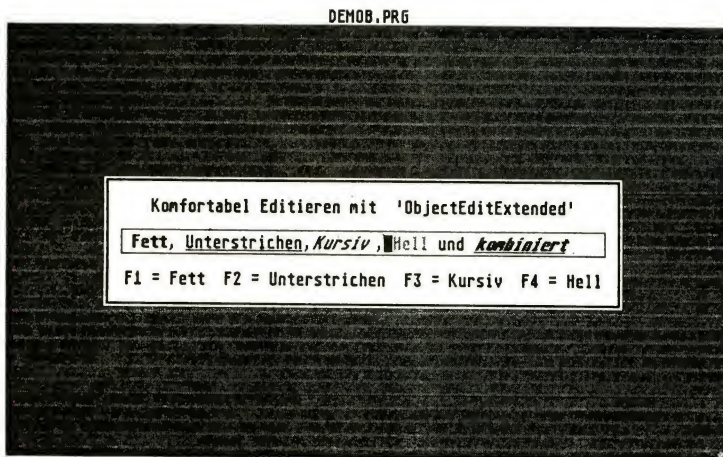 DEMOB.PRG
Komfortabel Editieren mit 'ObjectEditExtended'
Fett, Unterstrichen, Kursiv, Hell und kombiniert
F1 = Fett F2 = Unterstrichen F3 = Kursiv F4 = Hell